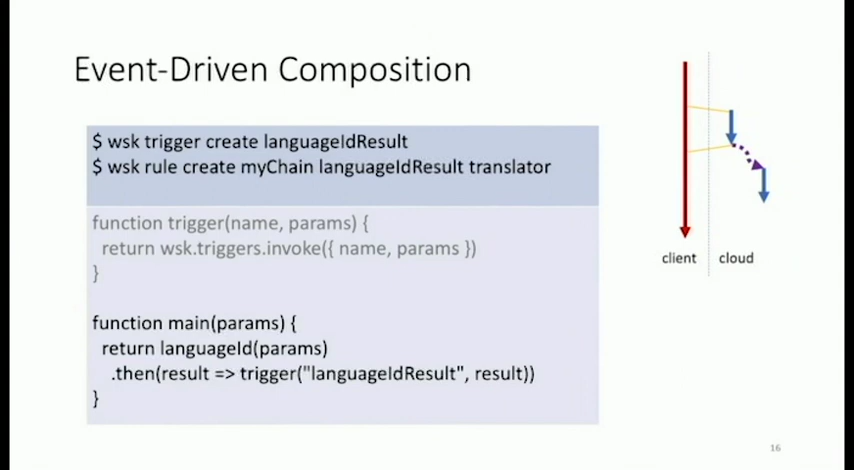 Event-Driven Composition
$ wsk trigger create languageIdResult
$ wsk rule create myChain languageIdResult translator
function trigger(name, params) {
return wsk.triggers.invoke({ name, params })
}
function main(params) {
return languageId(params)
.then(result => trigger("languageIdResult", result))
}
client
cloud
16